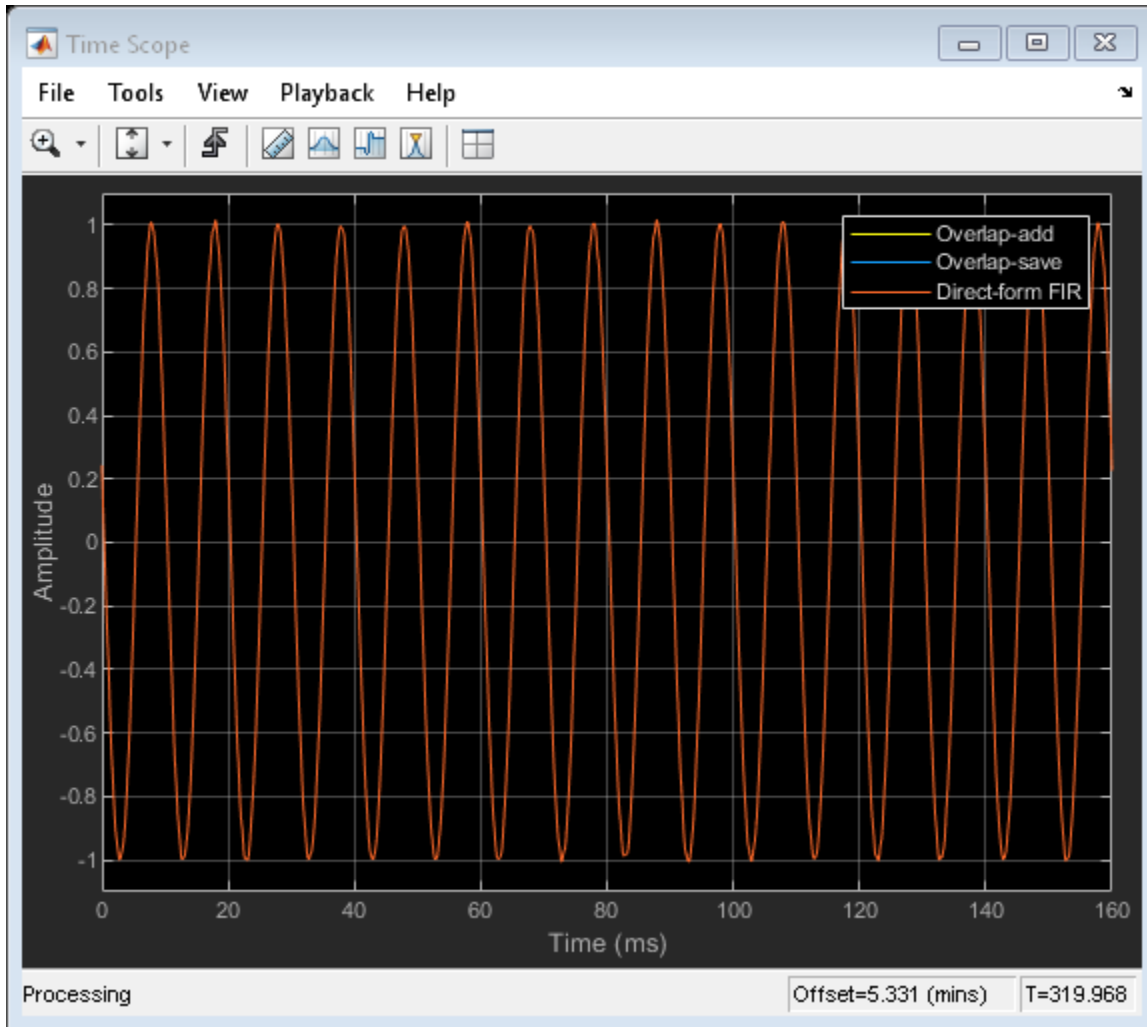 Time Scope
File Tools View Playback Help
Overlap-add
Overlap-save
Direct-form FIR
1
0.8
0.6
0.4
0.2
0
-0.2
-0.4
-0.6
-0.8
-1
Amplitude
0 20 40 60 80 100 120 140 160
Time (ms)
Processing Offset=5.331 (mins) T=319.968